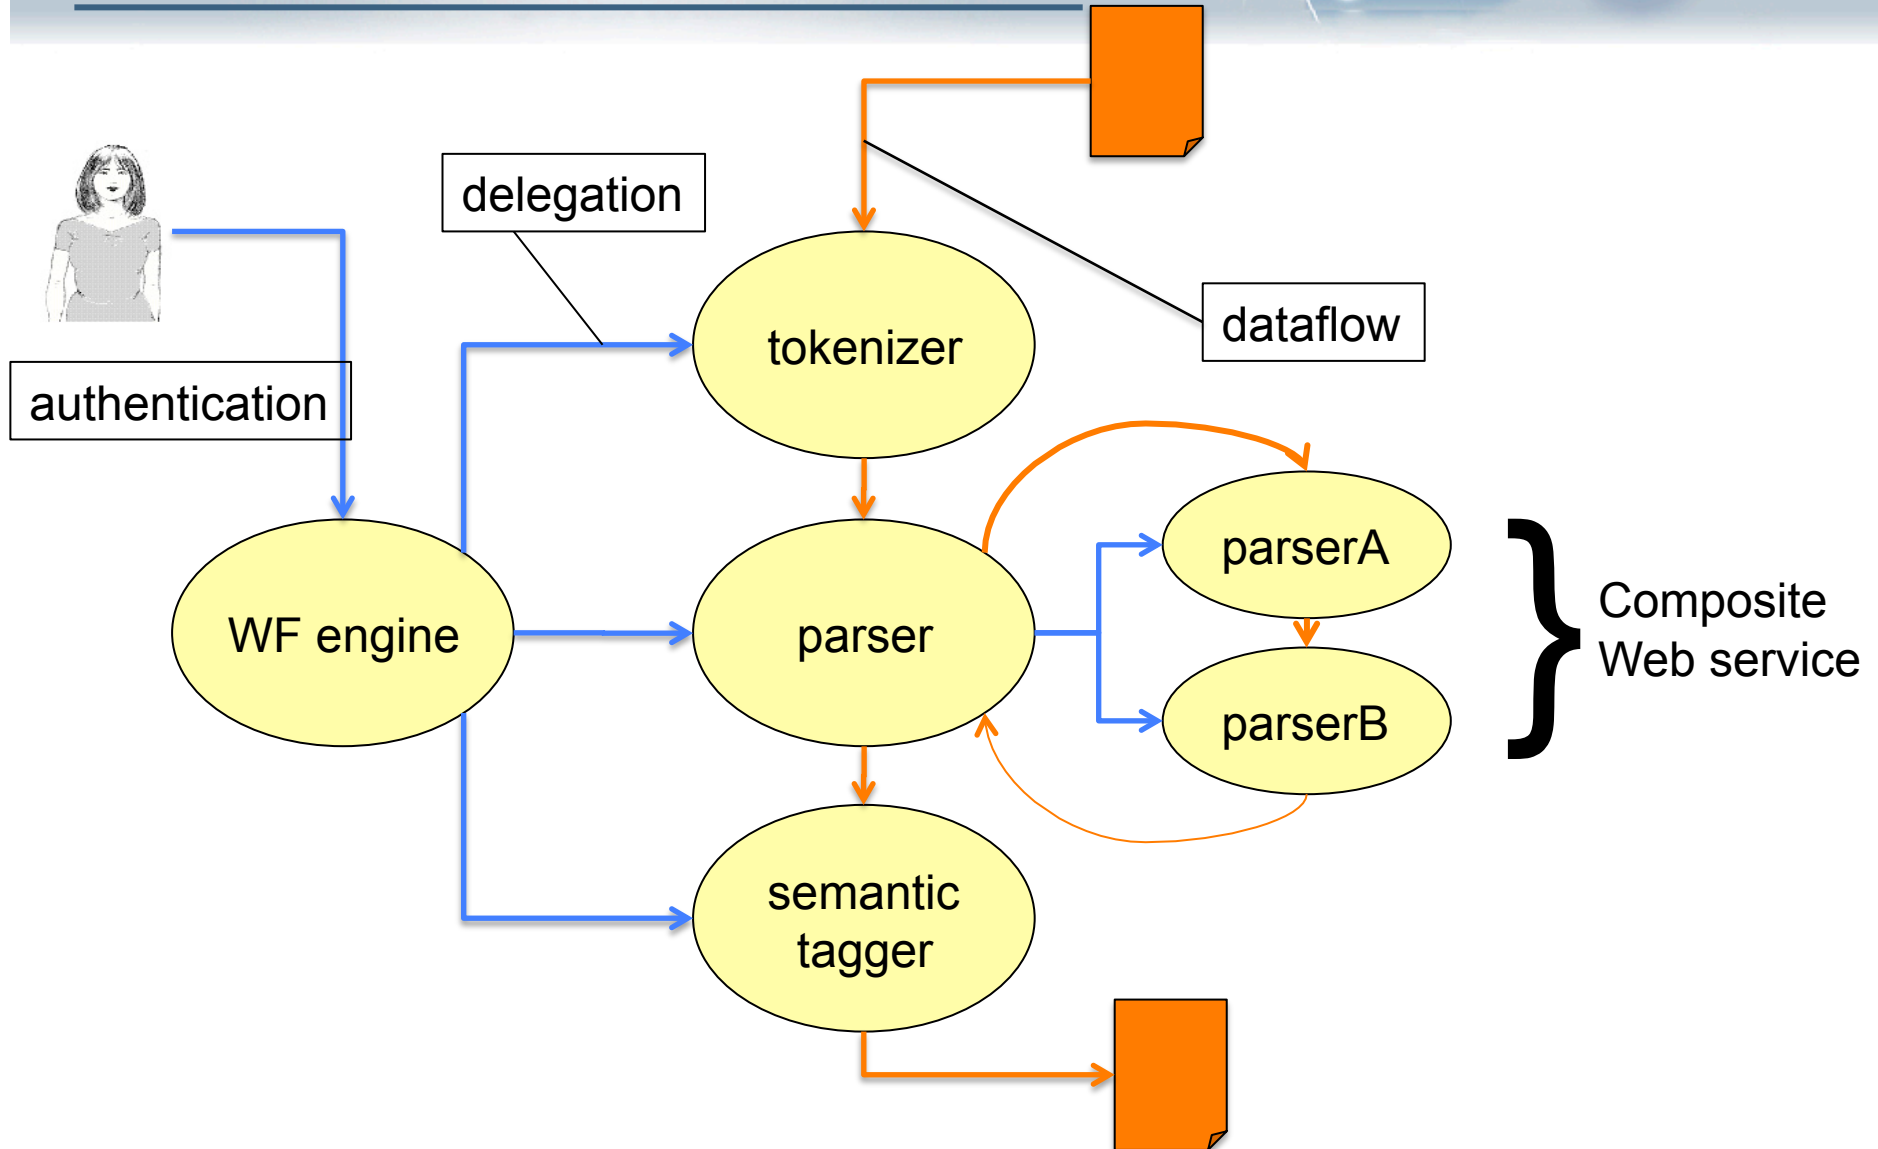 delegation
dataflow
authentication
tokenizer
WF engine
parser
parserA
parserB
Composite
Web service
semantic
tagger